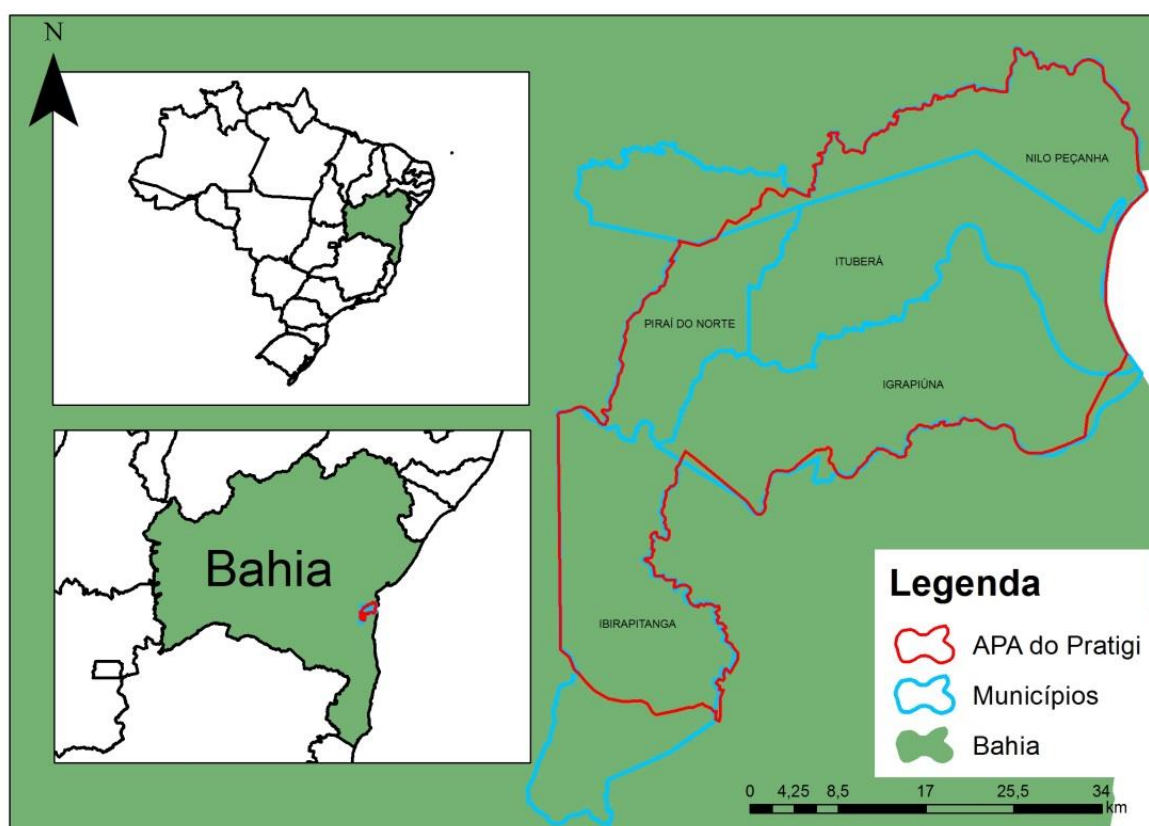 N
NILO PEÇANHA
ITUBERÁ
PIRAÍ DO NORTE
IGRAPIÚNA
IBIRAPITANGA
Bahia
Legenda
APA do Pratigi
Municípios
Bahia
0 4,25 8,5 17 25,5 34
km